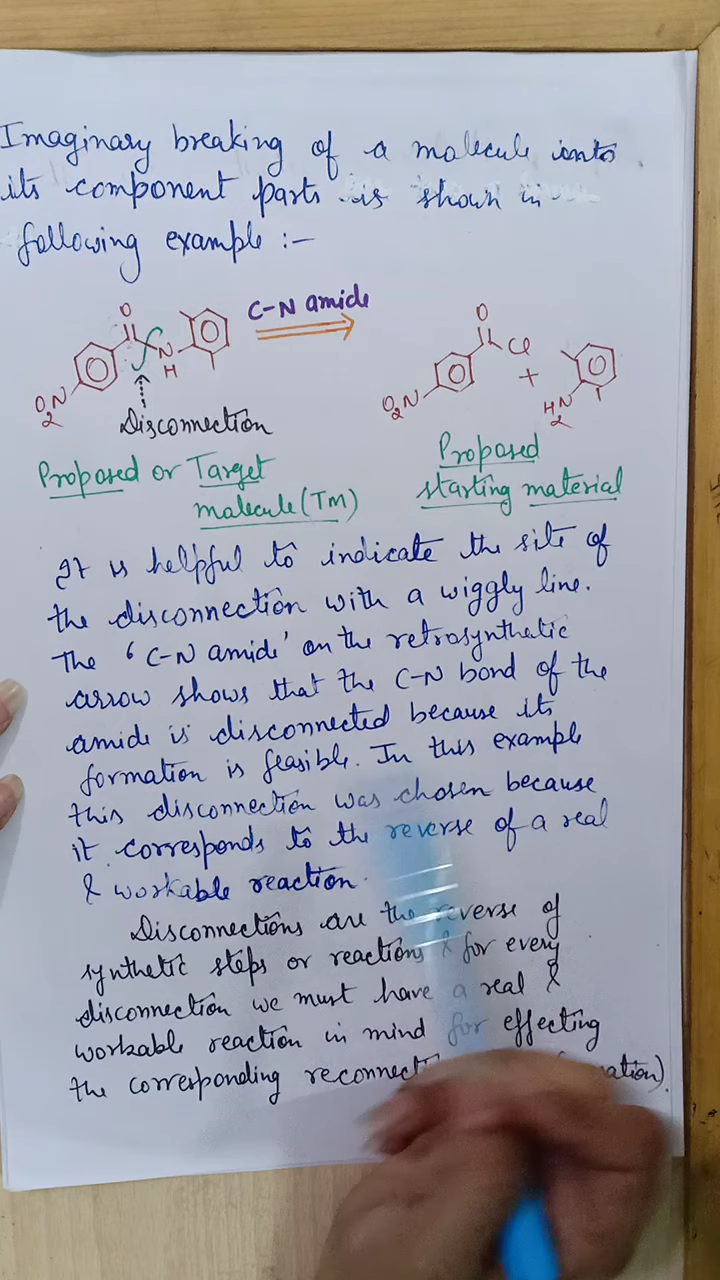 Imaginary breaking of a molecule into
its component parts is shown in
following example :-
C-N amide
O
N
H
O2N
Disconnection
O
Cl
+
O2N
H2N
Proposed or Target
molecule (TM)
Proposed
starting material
It is helpful to indicate the site of
the disconnection with a wiggly line.
The 'C-N amide' on the retrosynthetic
arrow shows that the C-N bond of the
amide is disconnected because its
formation is feasible. In this example
this disconnection was chosen because
it corresponds to the reverse of a real
& workable reaction.
Disconnections are the reverse of
synthetic steps or reactions & for every
disconnection we must have a real &
workable reaction in mind for effecting
the corresponding